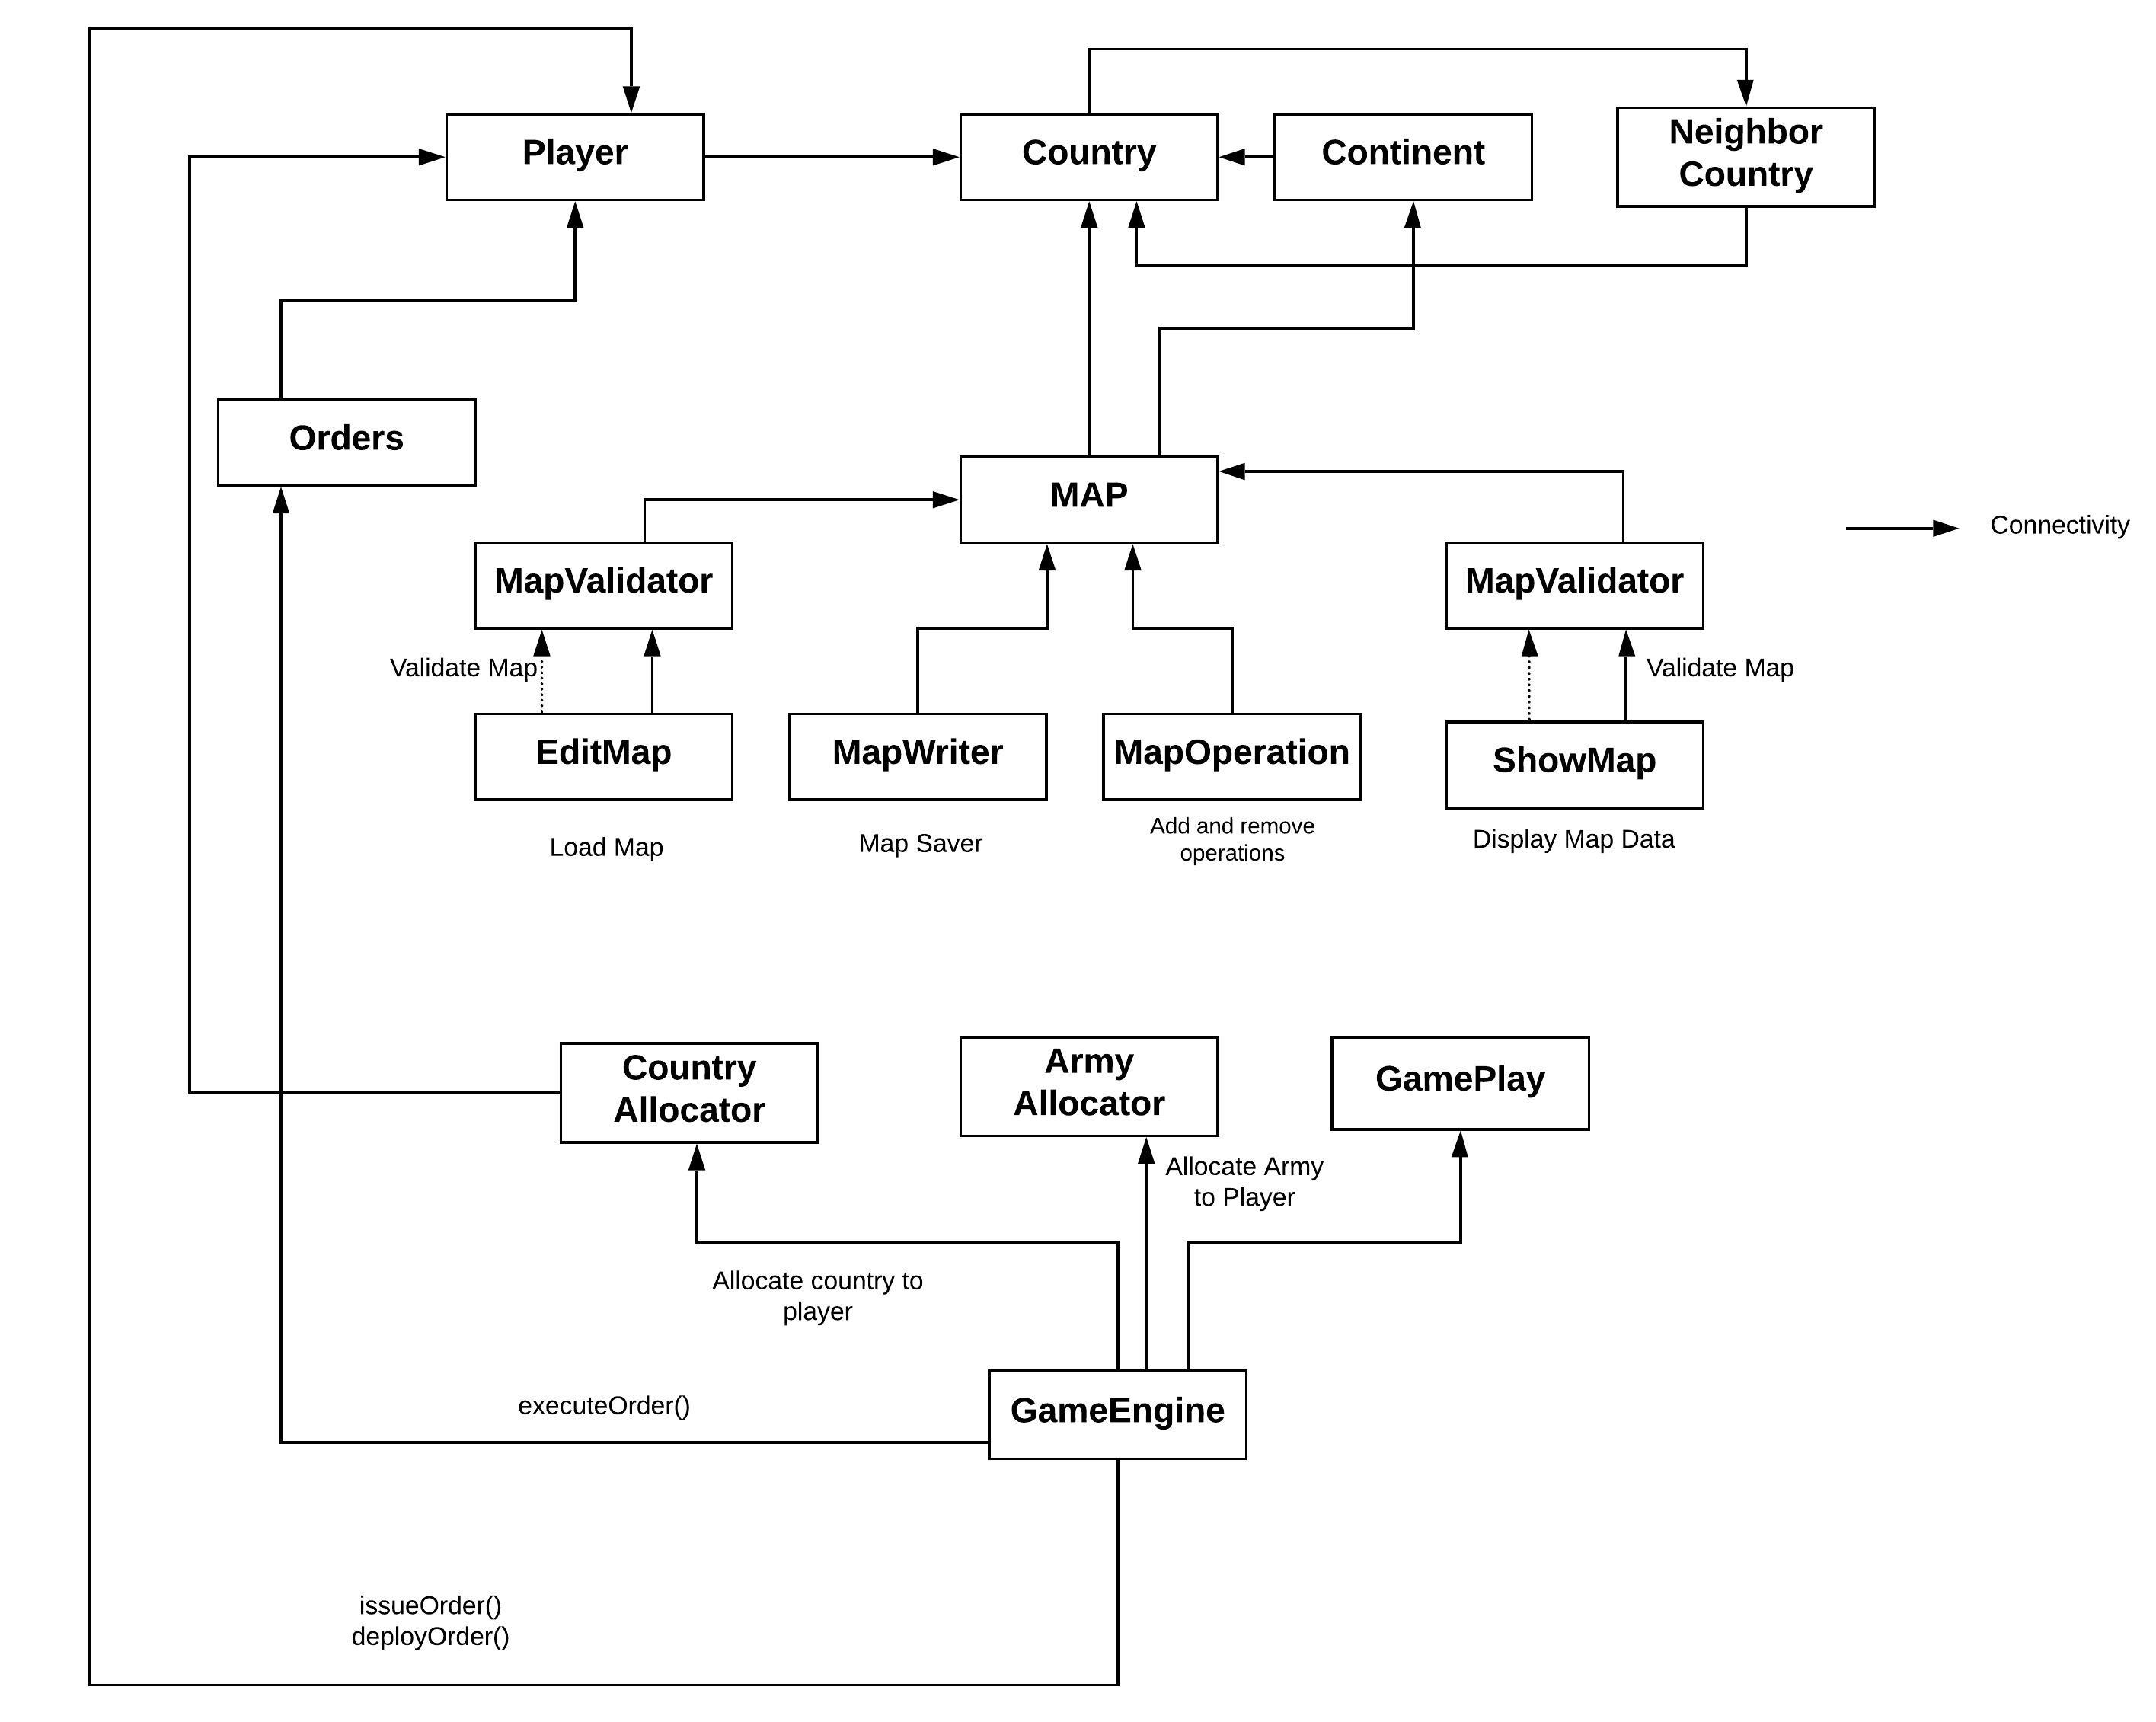 Player
Country
Continent
Neighbor
Country
Orders
MAP
Connectivity
MapValidator
MapValidator
Validate Map
Validate Map
EditMap
MapWriter
MapOperation
ShowMap
Load Map
Map Saver
Add and remove
operations
Display Map Data
Country
Allocator
Army
Allocator
GamePlay
Allocate Army
to Player
Allocate country to
player
executeOrder()
GameEngine
issueOrder()
deployOrder()